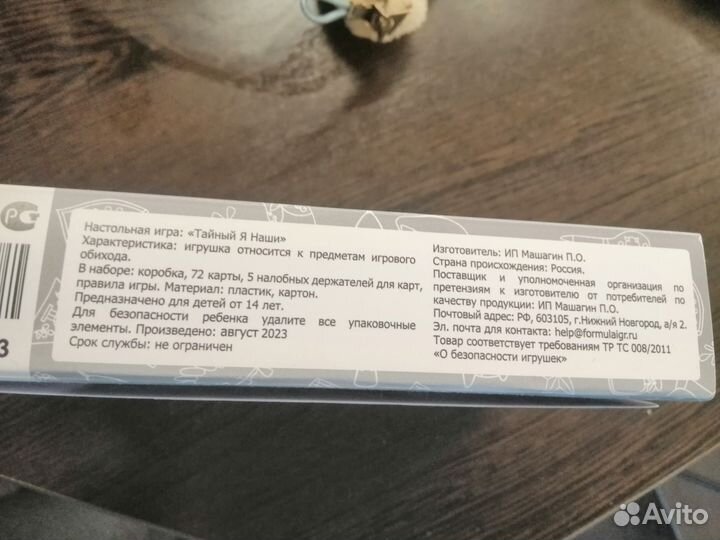 Настольная игра: «Тайный Я Наши»
Характеристика: игрушка относится к предметам игрового
обихода.
В наборе: коробка, 72 карты, 5 налобных держателей для карт,
правила игры. Материал: пластик, картон.
Предназначено для детей от 14 лет.
Для безопасности ребенка удалите все упаковочные
элементы. Произведено: август 2023
Срок службы: не ограничен
Изготовитель: ИП Машагин П.О.
Страна происхождения: Россия.
Поставщик и уполномоченная организация по
претензиям к изготовителю от потребителей по
качеству продукции: ИП Машагин П.О.
Почтовый адрес: РФ, 603105, г.Нижний Новгород, а/я 2.
Эл. почта для контакта: help@formulaigr.ru
Товар соответствует требованиям ТР ТС 008/2011
«О безопасности игрушек»
3
Avito